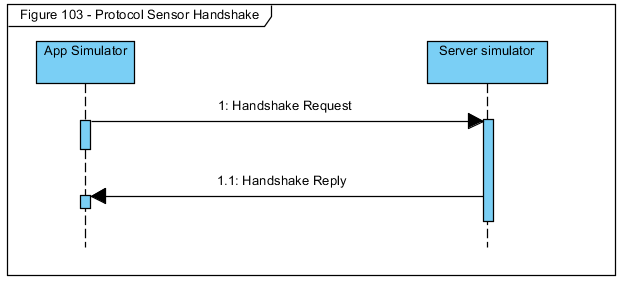 Figure 103 - Protocol Sensor Handshake
App Simulator
Server simulator
1: Handshake Request
1.1: Handshake Reply